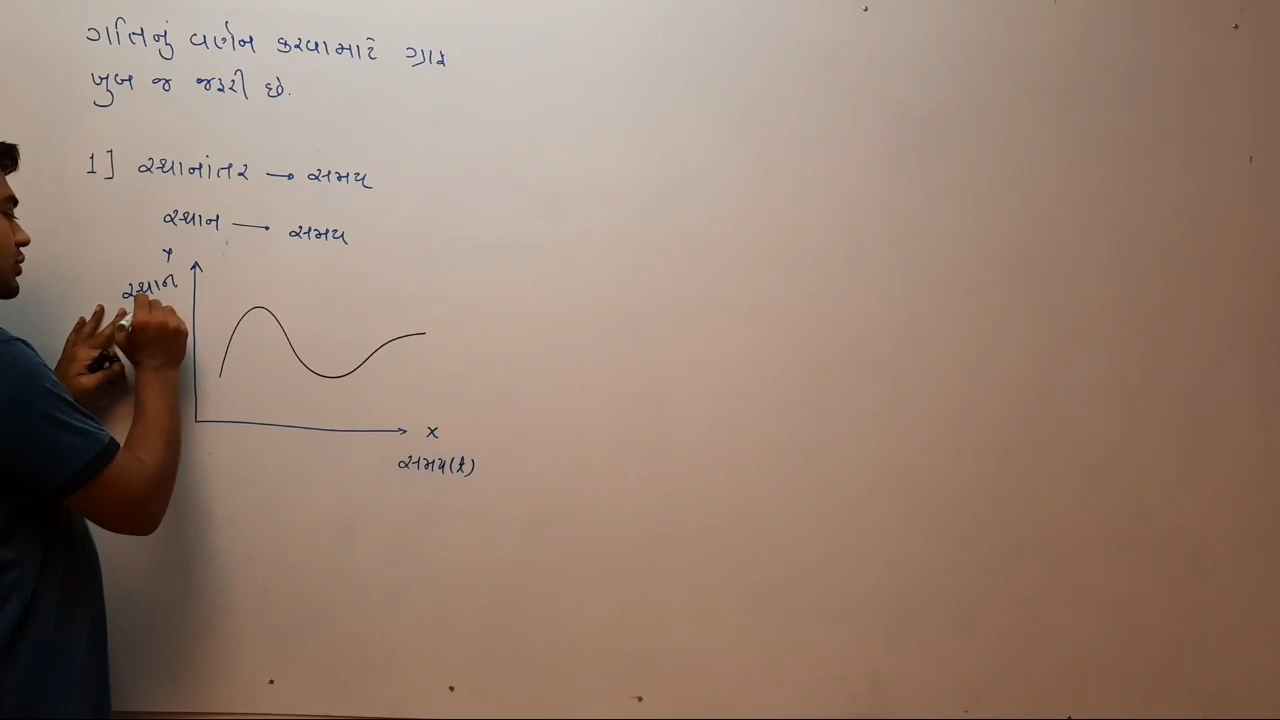 ગતિનું વર્ણન કરવા માટે ગ્રાફ
ખુબ જ જરૂરી છે.
1] સ્થાનાંતર → સમય
સ્થાન → સમય
Y
સ્થાન
X
સમય(t)